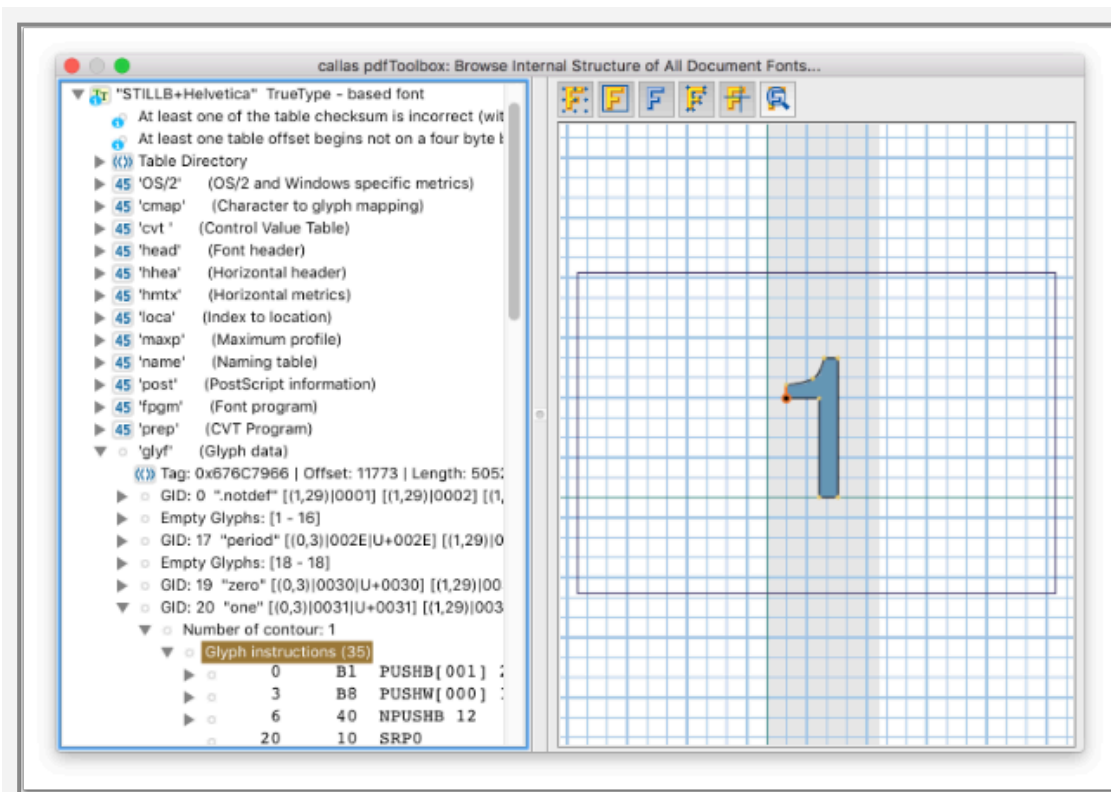 callas pdfToolbox: Browse Internal Structure of All Document Fonts...
"STILLB+Helvetica" TrueType - based font
At least one of the table checksum is incorrect (wit
At least one table offset begins not on a four byte
Table Directory
45 'OS/2' (OS/2 and Windows specific metrics)
45 'cmap' (Character to glyph mapping)
45 'cvt ' (Control Value Table)
45 'head' (Font header)
45 'hhea' (Horizontal header)
45 'hmtx' (Horizontal metrics)
45 'loca' (Index to location)
45 'maxp' (Maximum profile)
45 'name' (Naming table)
45 'post' (PostScript information)
45 'fpgm' (Font program)
45 'prep' (CVT Program)
'glyf' (Glyph data)
Tag: 0x676C7966 | Offset: 11773 | Length: 5052
GID: 0 ".notdef" [(1,29)|0001] [(1,29)|0002] [(1,
Empty Glyphs: [1 - 16]
GID: 17 "period" [(0,3)|002E|U+002E] [(1,29)|0
Empty Glyphs: [18 - 18]
GID: 19 "zero" [(0,3)|0030|U+0030] [(1,29)|00
GID: 20 "one" [(0,3)|0031|U+0031] [(1,29)|003
Number of contour: 1
Glyph instructions (35)
0 B1 PUSHB[001] 2
3 B8 PUSHW[000]
6 40 NPUSHB 12
20 10 SRP0
1